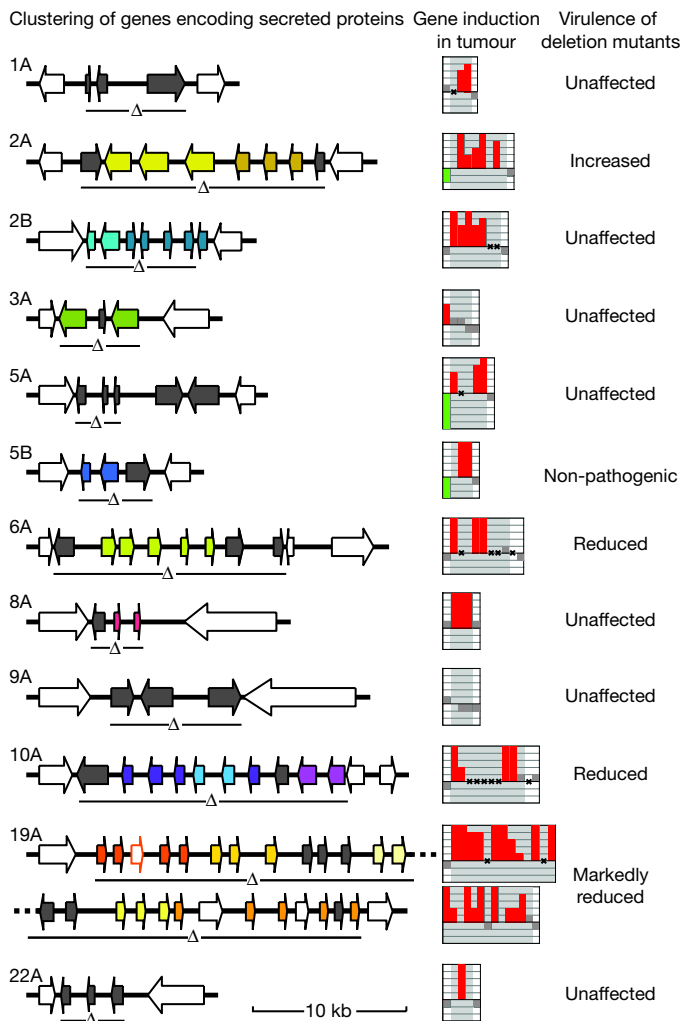 Clustering of genes encoding secreted proteins Gene induction in tumour Virulence of deletion mutants
1A
Δ
Unaffected
2A
Δ
Increased
2B
Δ
Unaffected
3A
Δ
Unaffected
5A
Δ
Unaffected
5B
Δ
Non-pathogenic
6A
Δ
Reduced
8A
Δ
Unaffected
9A
Δ
Unaffected
10A
Δ
Reduced
19A
Δ
Markedly
reduced
Δ
22A
Δ
10 kb
Unaffected